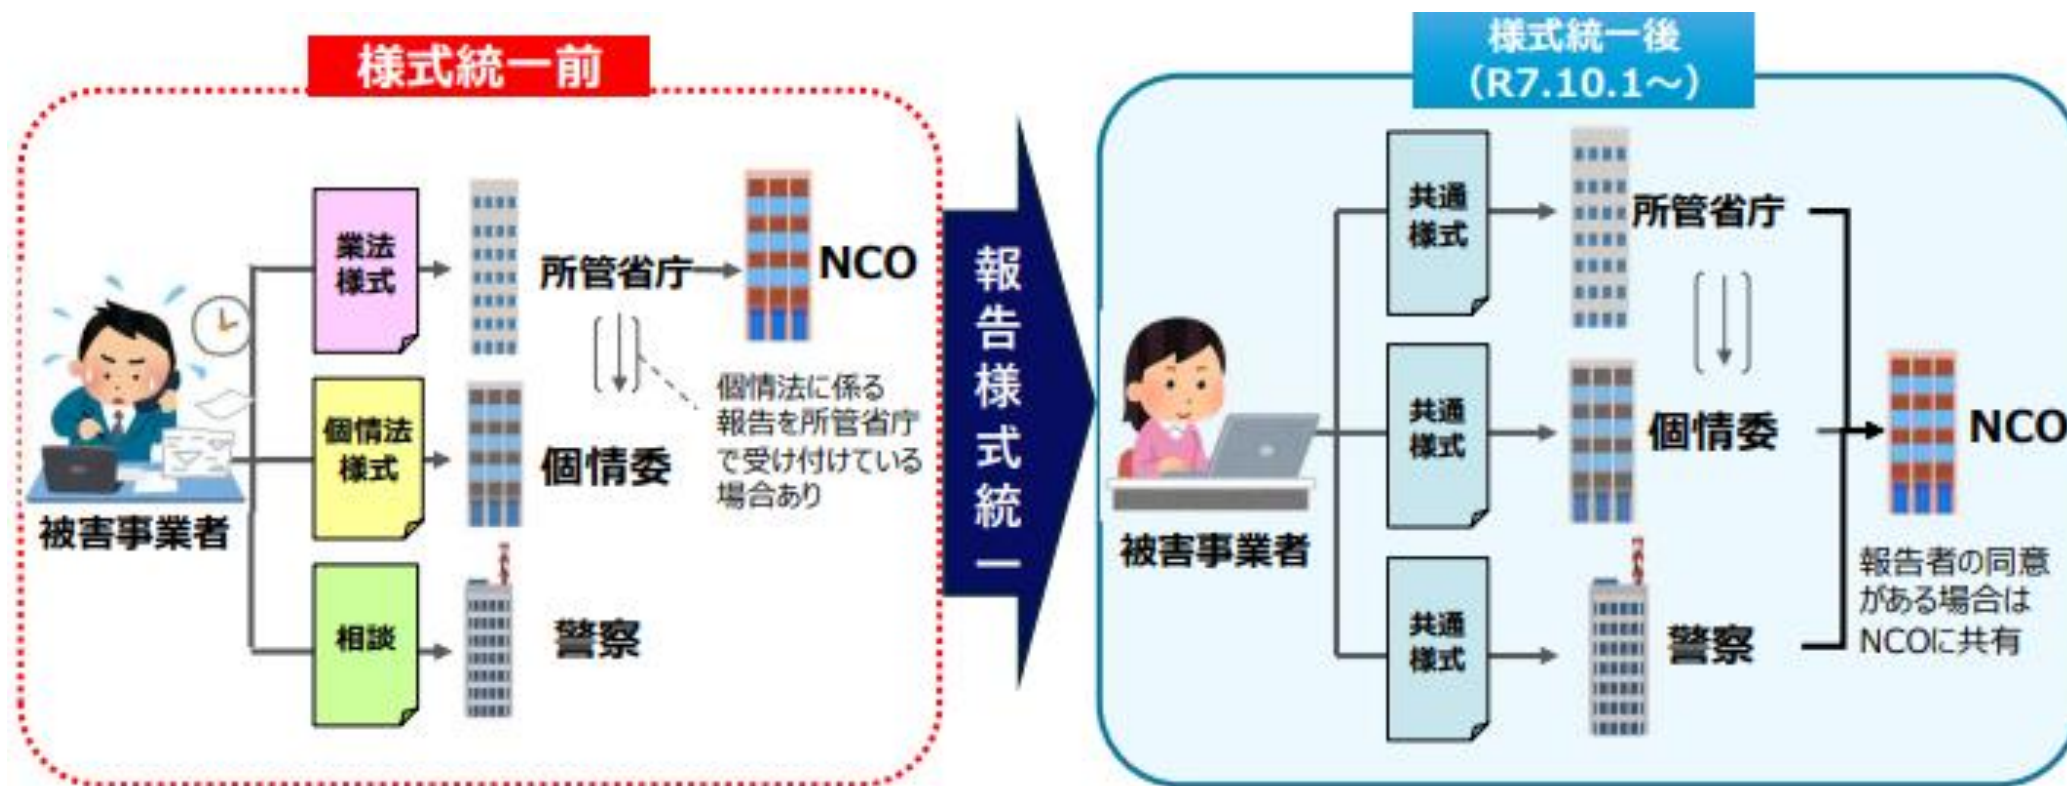 様式統一前
業法
様式
所管省庁
NCO
個情法に係る
報告を所管省庁
で受け付けている
場合あり
個情法
様式
個情委
被害事業者
相談
警察
報告様式統一
様式統一後
（R7.10.1～）
共通
様式
所管省庁
共通
様式
個情委
NCO
被害事業者
報告者の同意
がある場合は
NCOに共有
共通
様式
警察